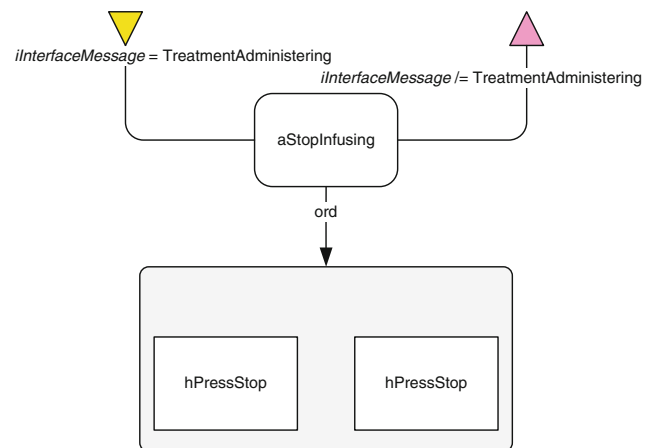 iInterfaceMessage = TreatmentAdministering
iInterfaceMessage /= TreatmentAdministering
aStopInfusing
ord
hPressStop
hPressStop